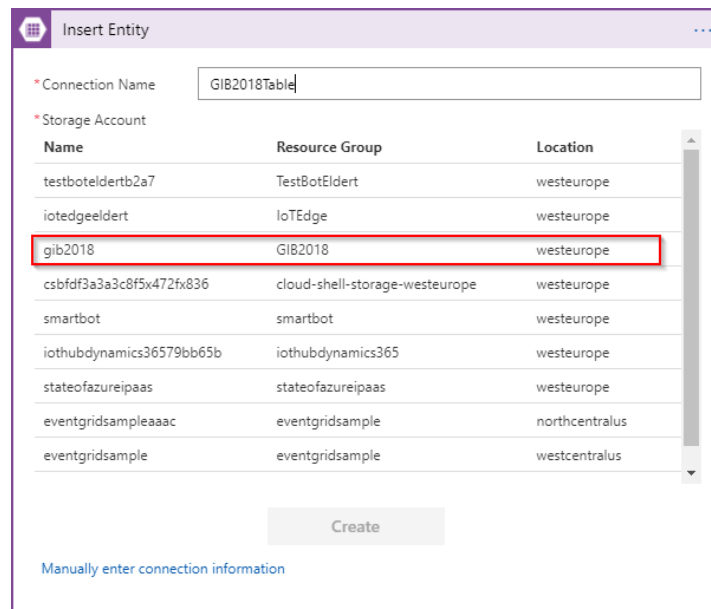 Insert Entity
...
* Connection Name GIB2018Table
* Storage Account
Name Resource Group Location
testboteldertb2a7 TestBotEldert westeurope
iotedgeeldert IoTEdge westeurope
gib2018 GIB2018 westeurope
csbfdf3a3a3c8f5x472fx836 cloud-shell-storage-westeurope westeurope
smartbot smartbot westeurope
iothubdynamics36579bb65b iothubdynamics365 westeurope
stateofazureipaas stateofazureipaas westeurope
eventgridsampleaaac eventgridsample northcentralus
eventgridsample eventgridsample westcentralus
Create
Manually enter connection information